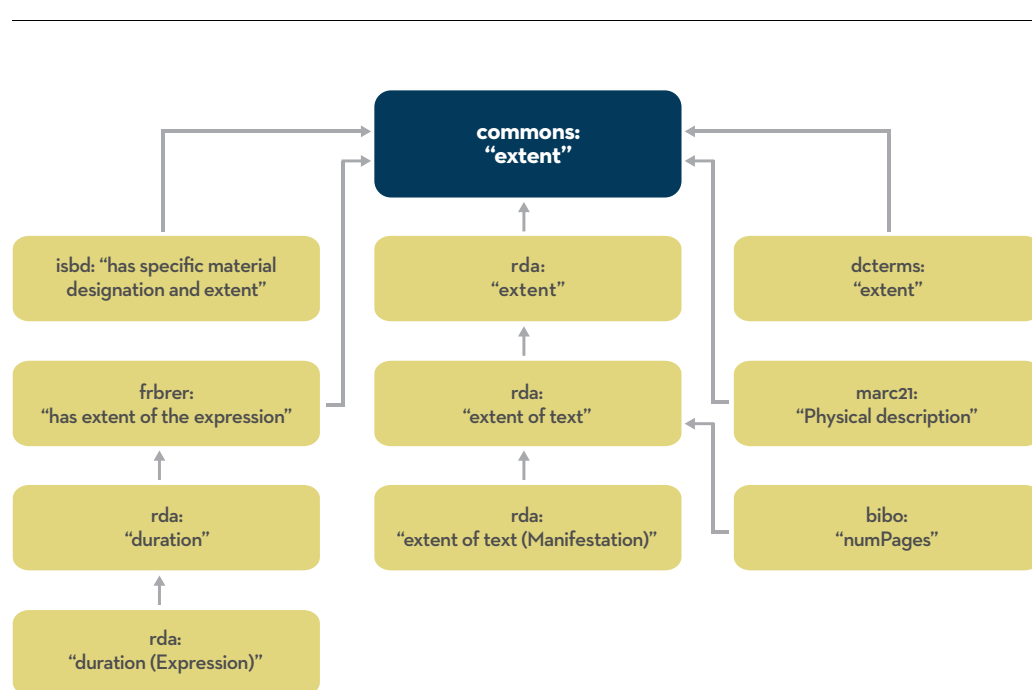 commons:
“extent”
isbd: “has specific material
designation and extent”
rda:
“extent”
dcterms:
“extent”
frbrer:
“has extent of the expression”
rda:
“extent of text”
marc21:
“Physical description”
rda:
“duration”
rda:
“extent of text (Manifestation)”
bibo:
“numPages”
rda:
“duration (Expression)”